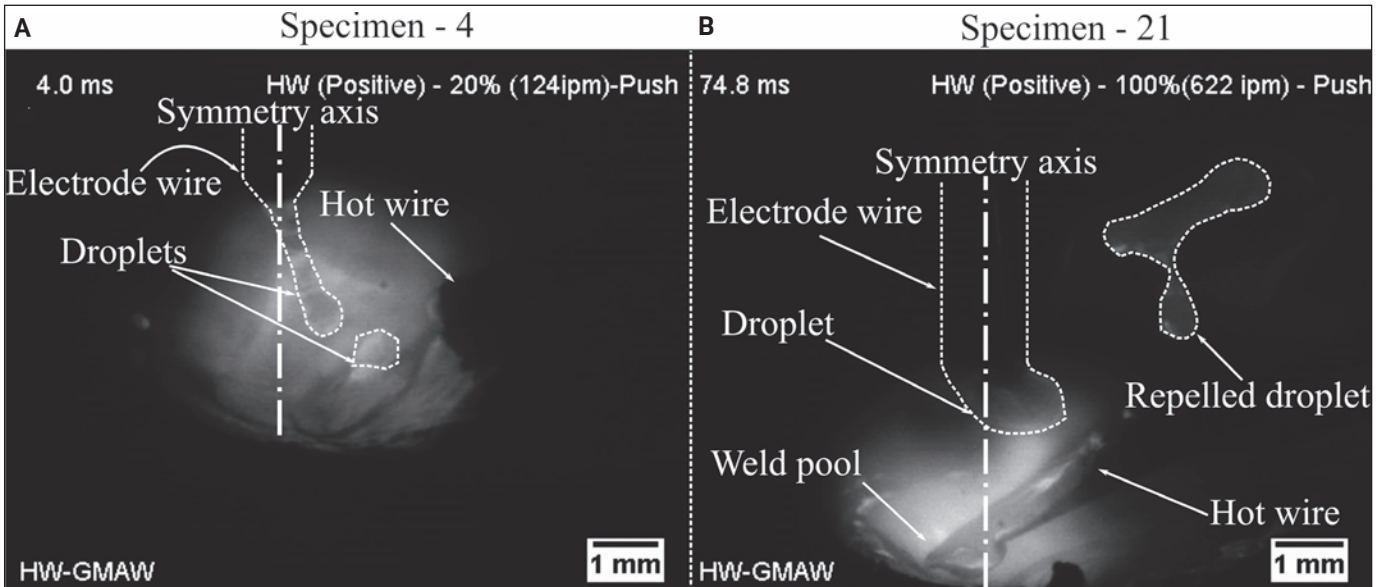 A
Specimen - 4
4.0 ms
HW (Positive) - 20% (124ipm)-Push
Symmetry axis
Electrode wire
Hot wire
Droplets
1 mm
HW-GMAW
B
Specimen - 21
74.8 ms
HW (Positive) - 100%(622 ipm) - Push
Symmetry axis
Electrode wire
Droplet
Repelled droplet
Weld pool
Hot wire
1 mm
HW-GMAW